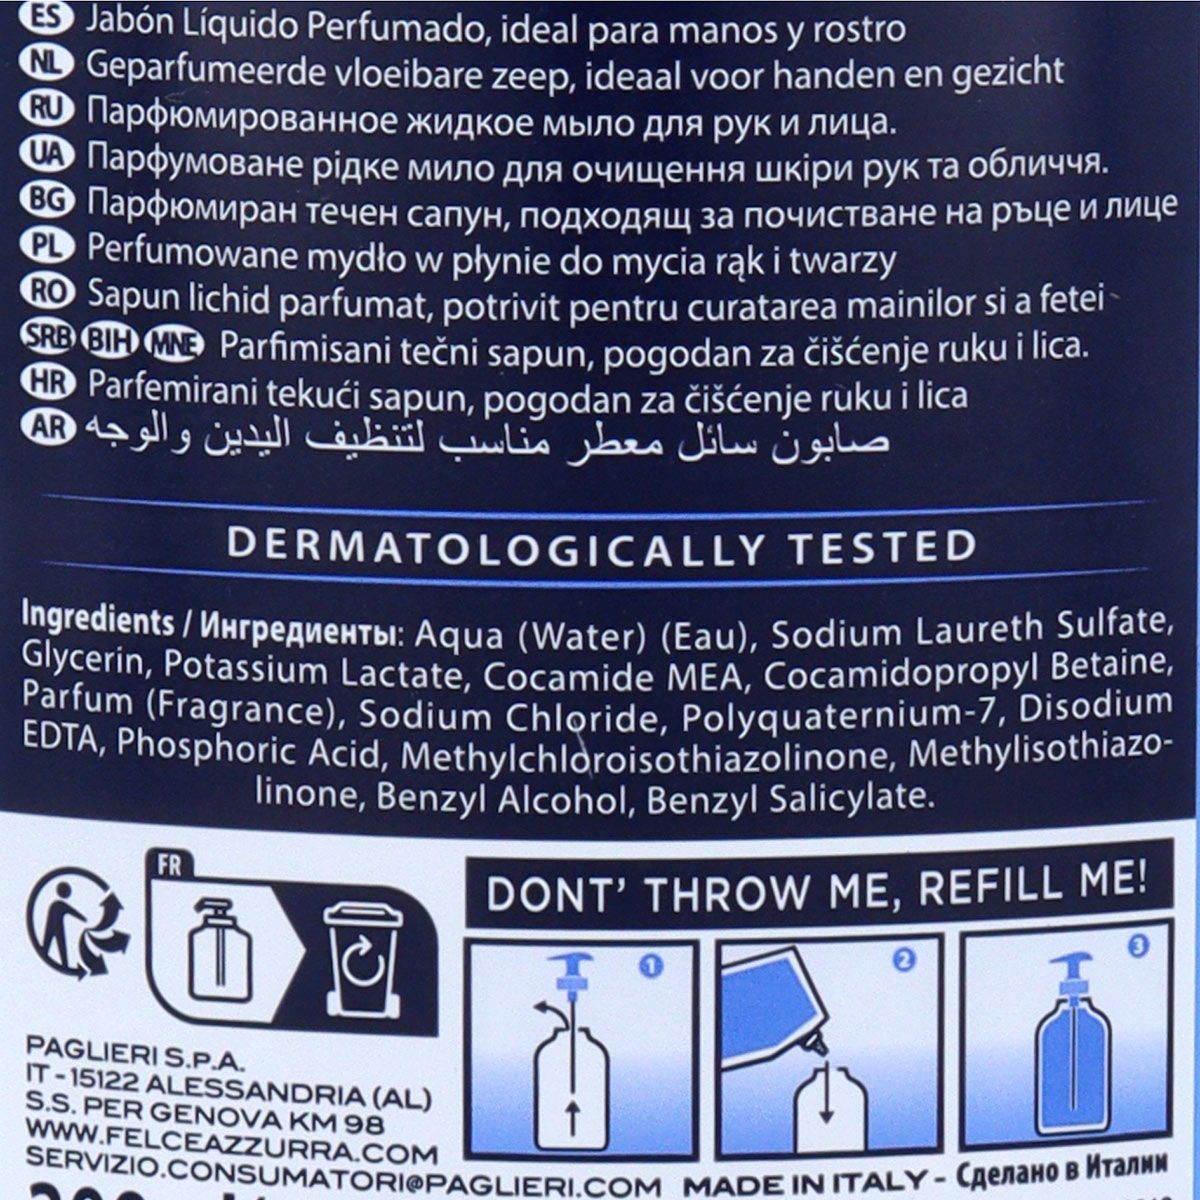 ES Jabón Líquido Perfumado, ideal para manos y rostro
NL Geparfumeerde vloeibare zeep, ideaal voor handen en gezicht
RU Парфюмированное жидкое мыло для рук и лица.
UA Парфумоване рідке мило для очищення шкіри рук та обличчя.
BG Парфюмиран течен сапун, подходящ за почистване на ръце и лице
PL Perfumowane mydło w płynie do mycia rąk i twarzy
RO Sapun lichid parfumat, potrivit pentru curatarea mainilor si a fetei
SRB BIH MNE Parfimisani tečni sapun, pogodan za čišćenje ruku i lica.
HR Parfemirani tekući sapun, pogodan za čišćenje ruku i lica
AR صابون سائل معطر مناسب لتنظيف اليدين والوجه
DERMATOLOGICALLY TESTED
Ingredients / Ингредиенты: Aqua (Water) (Eau), Sodium Laureth Sulfate,
Glycerin, Potassium Lactate, Cocamide MEA, Cocamidopropyl Betaine,
Parfum (Fragrance), Sodium Chloride, Polyquaternium-7, Disodium
EDTA, Phosphoric Acid, Methylchloroisothiazolinone, Methylisothiazo-
linone, Benzyl Alcohol, Benzyl Salicylate.
FR
DONT' THROW ME, REFILL ME!
1 2 3
PAGLIERI S.P.A.
IT - 15122 ALESSANDRIA (AL)
S.S. PER GENOVA KM 98
WWW.FELCEAZZURRA.COM
SERVIZIO.CONSUMATORI@PAGLIERI.COM MADE IN ITALY - Сделано в Италии